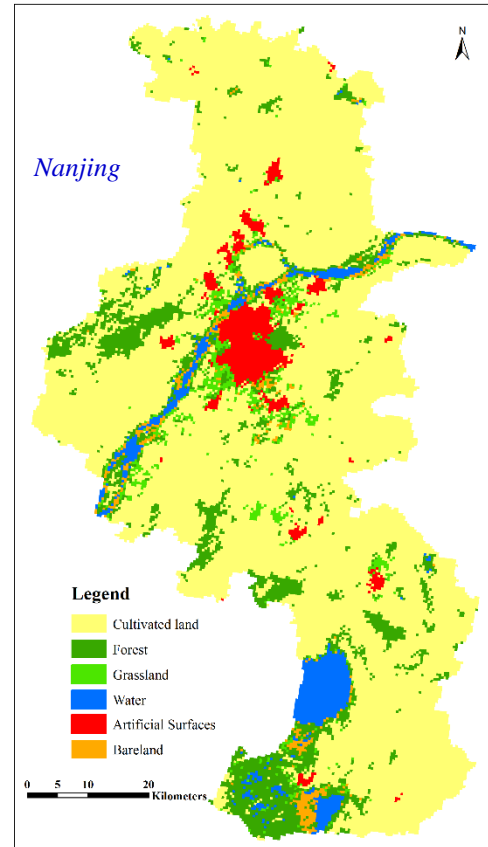 N
Nanjing
Legend
Cultivated land
Forest
Grassland
Water
Artificial Surfaces
Bareland
0 5 10 20
Kilometers